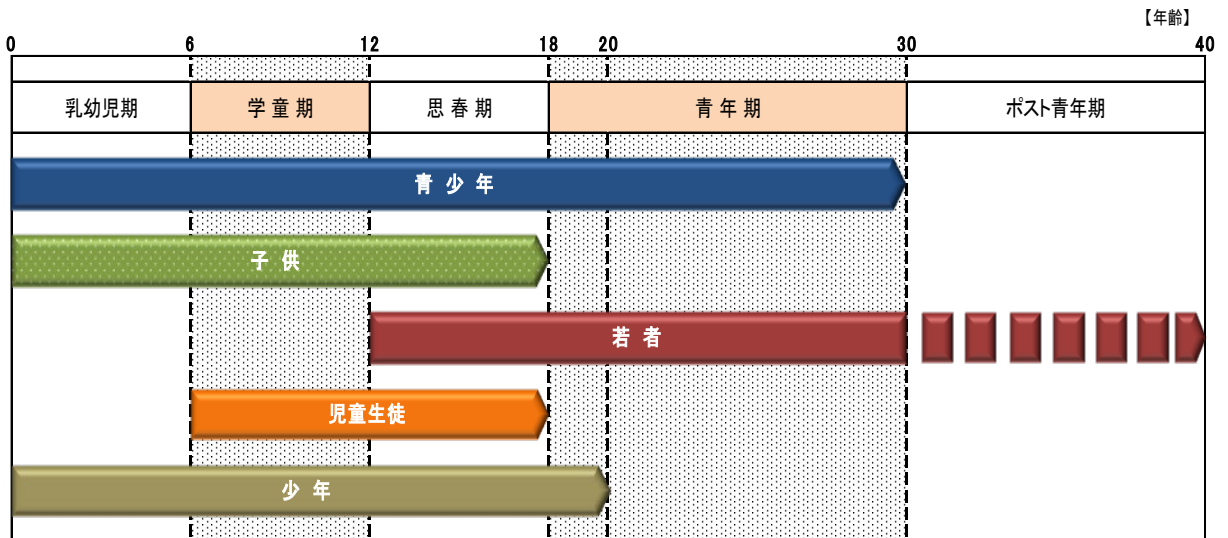 【年齢】
0 6 12 18 20 30 40
乳幼児期 学童期 思春期 青年期 ポスト青年期
青少年
子供
若者
児童生徒
少年